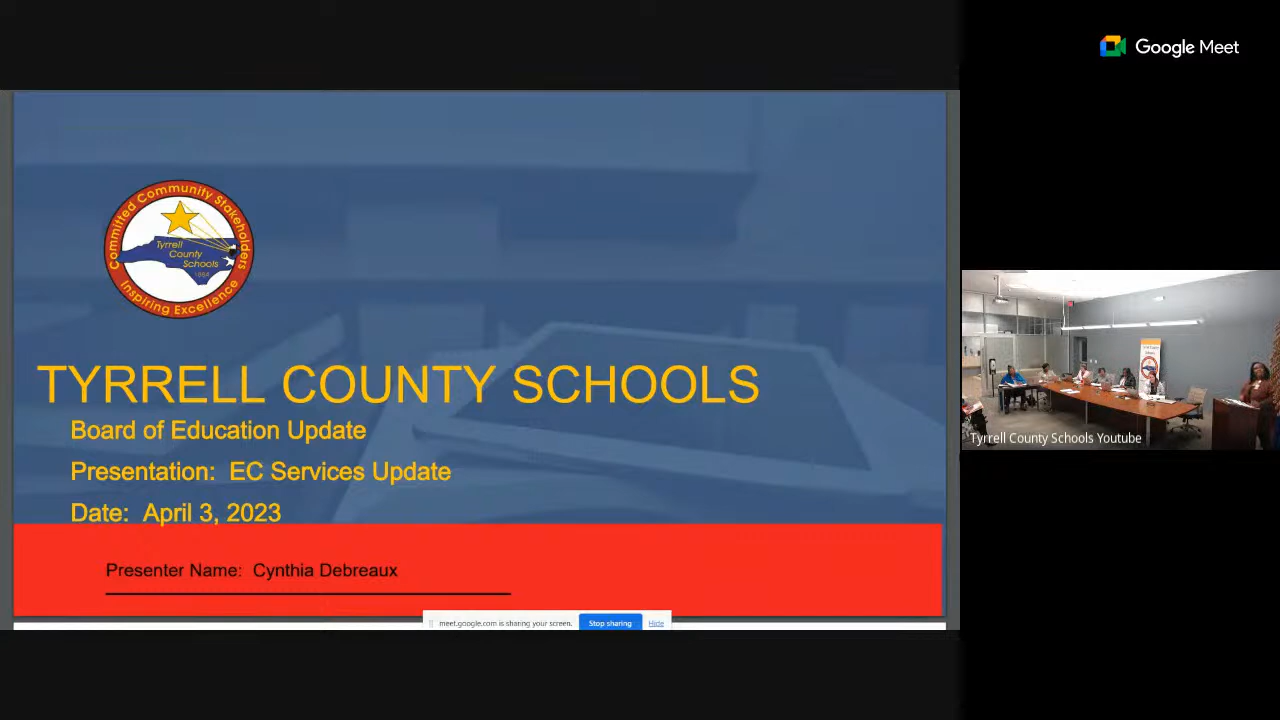 Google Meet
Committed Community Stakeholders
Tyrrell
County
Schools
Inspiring Excellence
TYRRELL COUNTY SCHOOLS
Board of Education Update
Presentation: EC Services Update
Date: April 3, 2023
Presenter Name: Cynthia Debreaux
meet.google.com is sharing your screen. Stop sharing Hide
Tyrrell County Schools Youtube